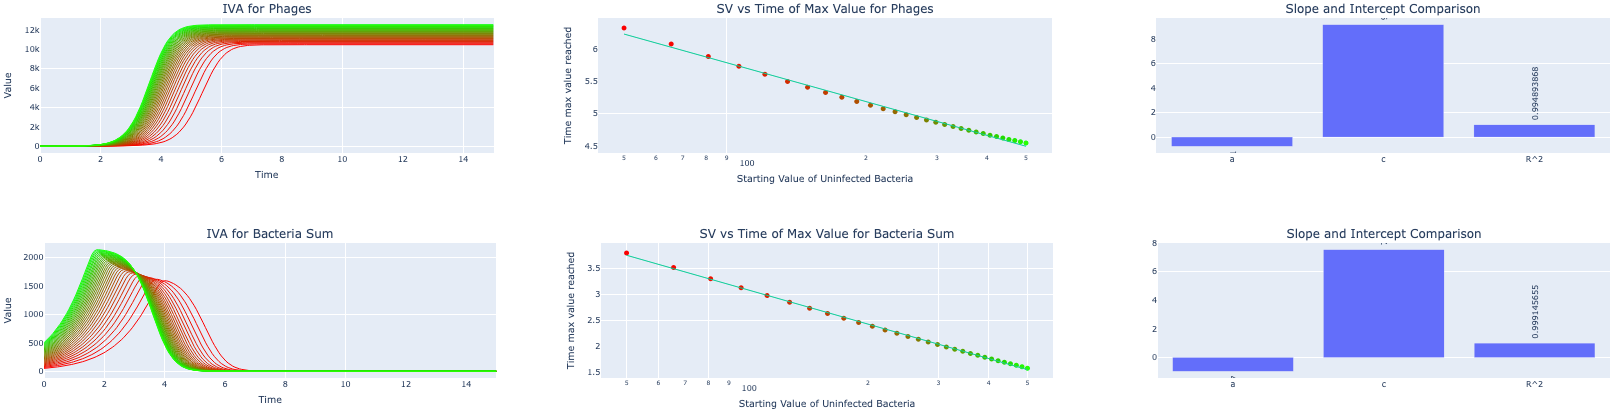 IVA for Phages
Value
12k
10k
8k
6k
4k
2k
0
0 2 4 6 8 10 12 14
Time
SV vs Time of Max Value for Phages
Time max value reached
6
5.5
5
4.5
5 6 7 8 9 100 2 3 4 5
Starting Value of Uninfected Bacteria
Slope and Intercept Comparison
8
6
4
2
0
0.994893868
a c R^2
IVA for Bacteria Sum
Value
2000
1500
1000
500
0
0 2 4 6 8 10 12 14
Time
SV vs Time of Max Value for Bacteria Sum
Time max value reached
3.5
3
2.5
2
1.5
5 6 7 8 9 100 2 3 4 5
Starting Value of Uninfected Bacteria
Slope and Intercept Comparison
8
6
4
2
0
0.999145655
a c R^2